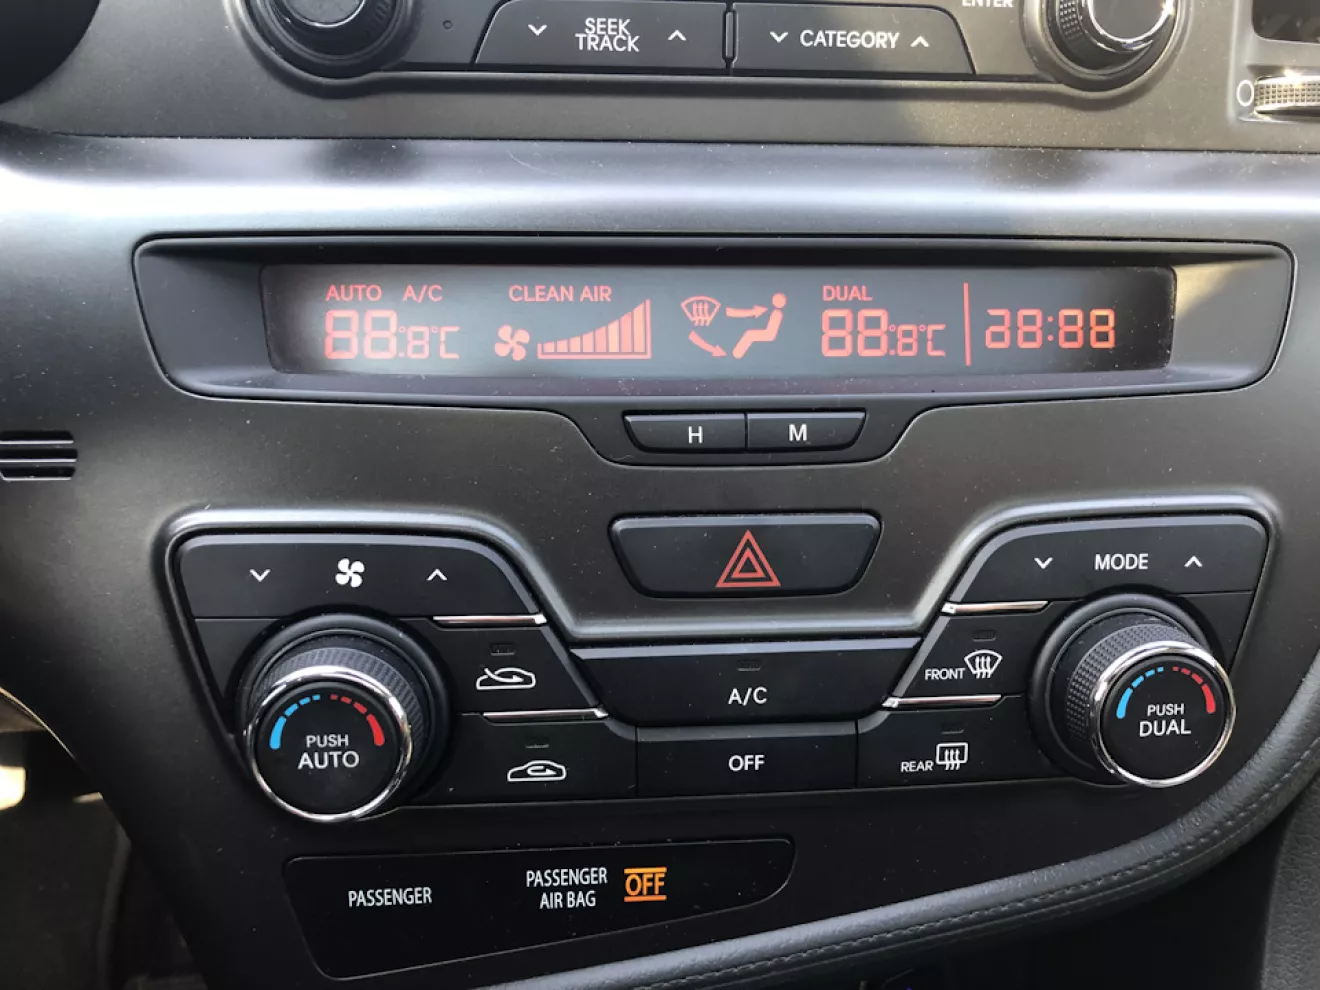 ENTER
SEEK
TRACK
CATEGORY
AUTO A/C
CLEAN AIR
DUAL
88.8°C
88.8°C
88:88
H M
MODE
FRONT
A/C
PUSH
AUTO
PUSH
DUAL
OFF
REAR
PASSENGER
PASSENGER
AIR BAG
OFF